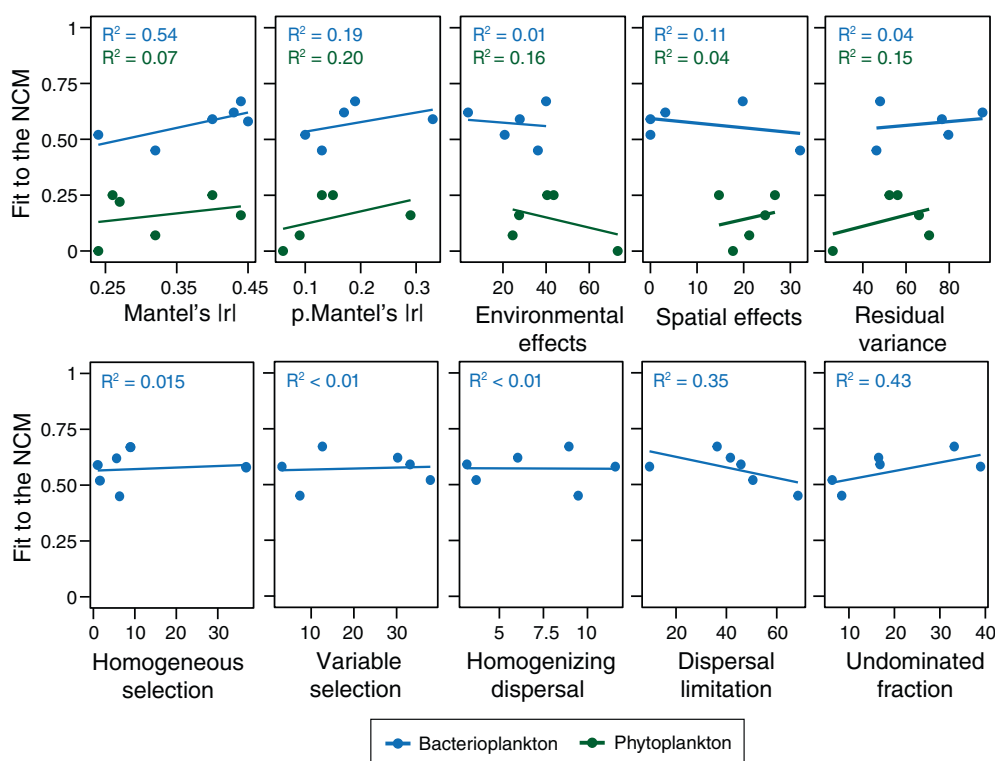 R² = 0.54
R² = 0.07
R² = 0.19
R² = 0.20
R² = 0.01
R² = 0.16
R² = 0.11
R² = 0.04
R² = 0.04
R² = 0.15
Fit to the NCM
1
0.75
0.50
0.25
0
0.25 0.35 0.45
0.1 0.2 0.3
20 40 60
0 10 20 30
40 60 80
Mantel's |r|
p.Mantel's |r|
Environmental
effects
Spatial effects
Residual
variance
R² = 0.015
R² < 0.01
R² < 0.01
R² = 0.35
R² = 0.43
Fit to the NCM
1
0.75
0.50
0.25
0
0 10 20 30
10 20 30
5 7.5 10
20 40 60
10 20 30 40
Homogeneous
selection
Variable
selection
Homogenizing
dispersal
Dispersal
limitation
Undominated
fraction
Bacterioplankton
Phytoplankton